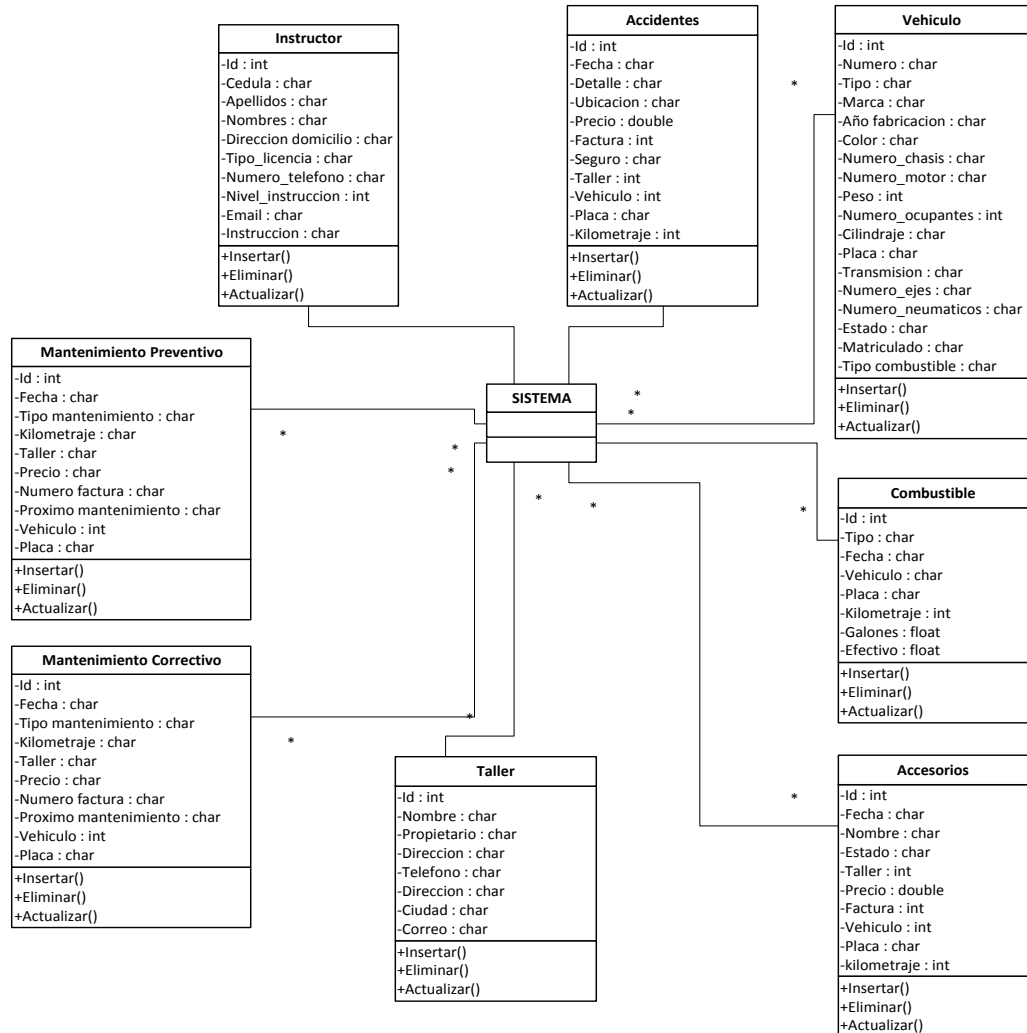 Instructor
-Id : int
-Cedula : char
-Apellidos : char
-Nombres : char
-Direccion domicilio : char
-Tipo_licencia : char
-Numero_telefono : char
-Nivel_instruccion : int
-Email : char
-Instruccion : char
+Insertar()
+Eliminar()
+Actualizar()
Accidentes
-Id : int
-Fecha : char
-Detalle : char
-Ubicacion : char
-Precio : double
-Factura : int
-Seguro : char
-Taller : int
-Vehiculo : int
-Placa : char
-Kilometraje : int
+Insertar()
+Eliminar()
+Actualizar()
Vehiculo
-Id : int
-Numero : char
-Tipo : char
-Marca : char
-Año fabricacion : char
-Color : char
-Numero_chasis : char
-Numero_motor : char
-Peso : int
-Numero_ocupantes : int
-Cilindraje : char
-Placa : char
-Transmision : char
-Numero_ejes : char
-Numero_neumaticos : char
-Estado : char
-Matriculado : char
-Tipo combustible : char
+Insertar()
+Eliminar()
+Actualizar()
*
Mantenimiento Preventivo
-Id : int
-Fecha : char
-Tipo mantenimiento : char
-Kilometraje : char
-Taller : char
-Precio : char
-Numero factura : char
-Proximo mantenimiento : char
-Vehiculo : int
-Placa : char
+Insertar()
+Eliminar()
+Actualizar()
*
SISTEMA
*
*
*
*
*
*
Combustible
-Id : int
-Tipo : char
-Fecha : char
-Vehiculo : char
-Placa : char
-Kilometraje : int
-Galones : float
-Efectivo : float
+Insertar()
+Eliminar()
+Actualizar()
*
Mantenimiento Correctivo
-Id : int
-Fecha : char
-Tipo mantenimiento : char
-Kilometraje : char
-Taller : char
-Precio : char
-Numero factura : char
-Proximo mantenimiento : char
-Vehiculo : int
-Placa : char
+Insertar()
+Eliminar()
+Actualizar()
*
*
Taller
-Id : int
-Nombre : char
-Propietario : char
-Direccion : char
-Telefono : char
-Direccion : char
-Ciudad : char
-Correo : char
+Insertar()
+Eliminar()
+Actualizar()
*
Accesorios
-Id : int
-Fecha : char
-Nombre : char
-Estado : char
-Taller : int
-Precio : double
-Factura : int
-Vehiculo : int
-Placa : char
-kilometraje : int
+Insertar()
+Eliminar()
+Actualizar()